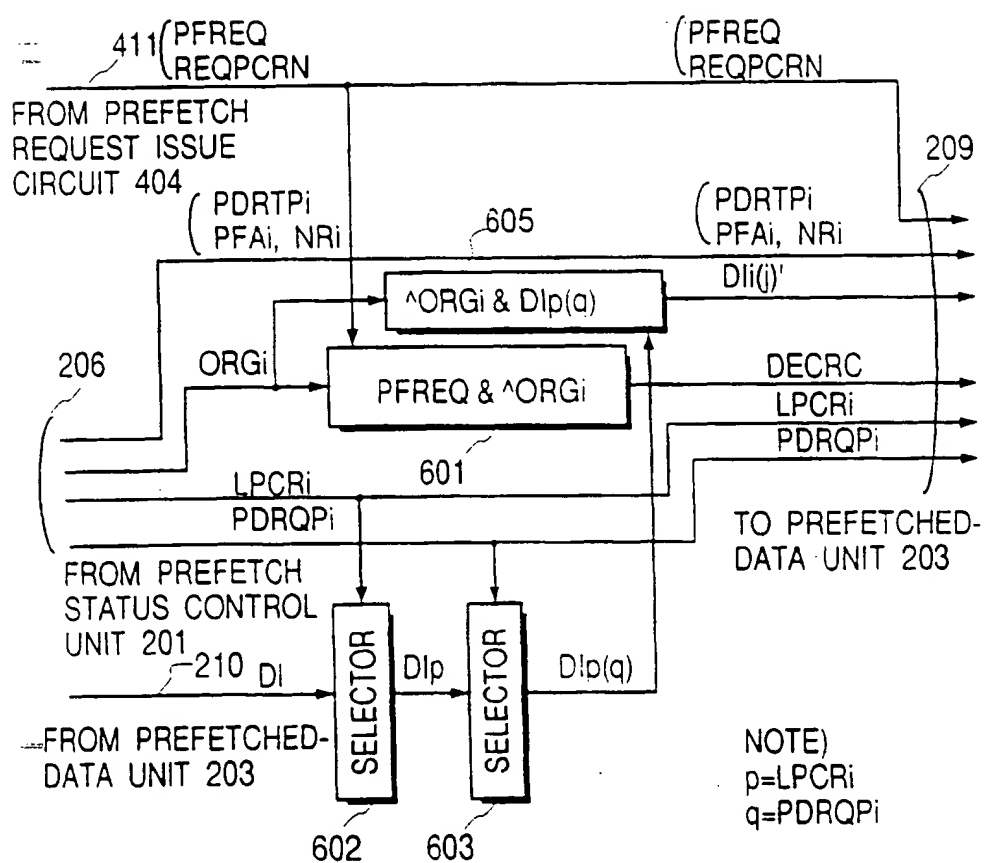 411 (PFREQ
REQPCRN
(PFREQ
REQPCRN
FROM PREFETCH
REQUEST ISSUE
CIRCUIT 404
209
(PDRTPi
PFAi, NRi
605
(PDRTPi
PFAi, NRi
DIi(j)'
^ORGi & DIp(q)
206
ORGi
PFREQ & ^ORGi
DECRC
LPCRi
PDRQPi
601
LPCRi
PDRQPi
TO PREFETCHED-
DATA UNIT 203
FROM PREFETCH
STATUS CONTROL
UNIT 201
210 DI
SELECTOR
DIp
SELECTOR
DIp(q)
FROM PREFETCHED-
DATA UNIT 203
602
603
NOTE)
p=LPCRi
q=PDRQPi